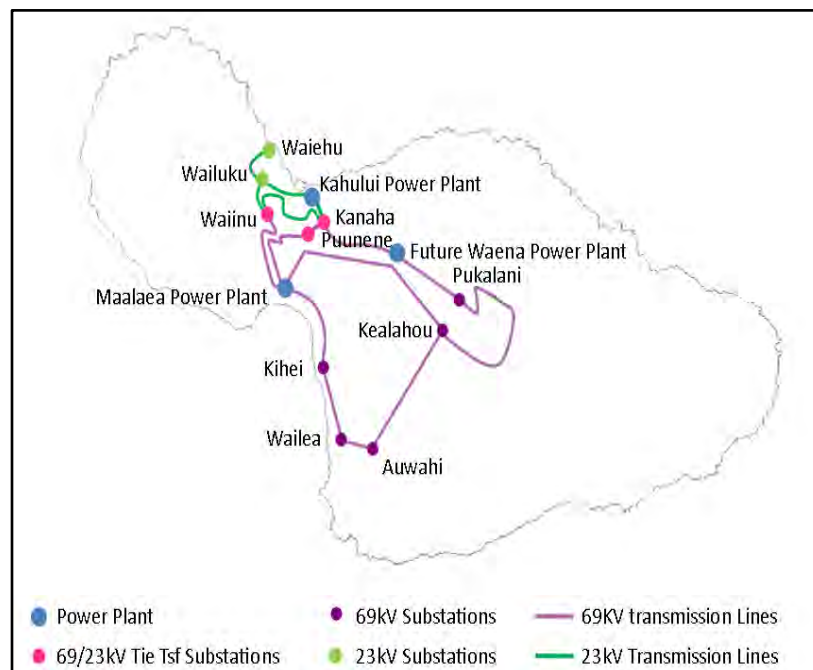 Waiehu
Wailuku
Kahului Power Plant
Waiinu
Kanaha
Puunene
Future Waena Power Plant
Pukalani
Maalaea Power Plant
Kealahou
Kihei
Wailea
Auwahi
Power Plant
69kV Substations
69KV transmission Lines
69/23kV Tie Tsf Substations
23kV Substations
23kV Transmission Lines